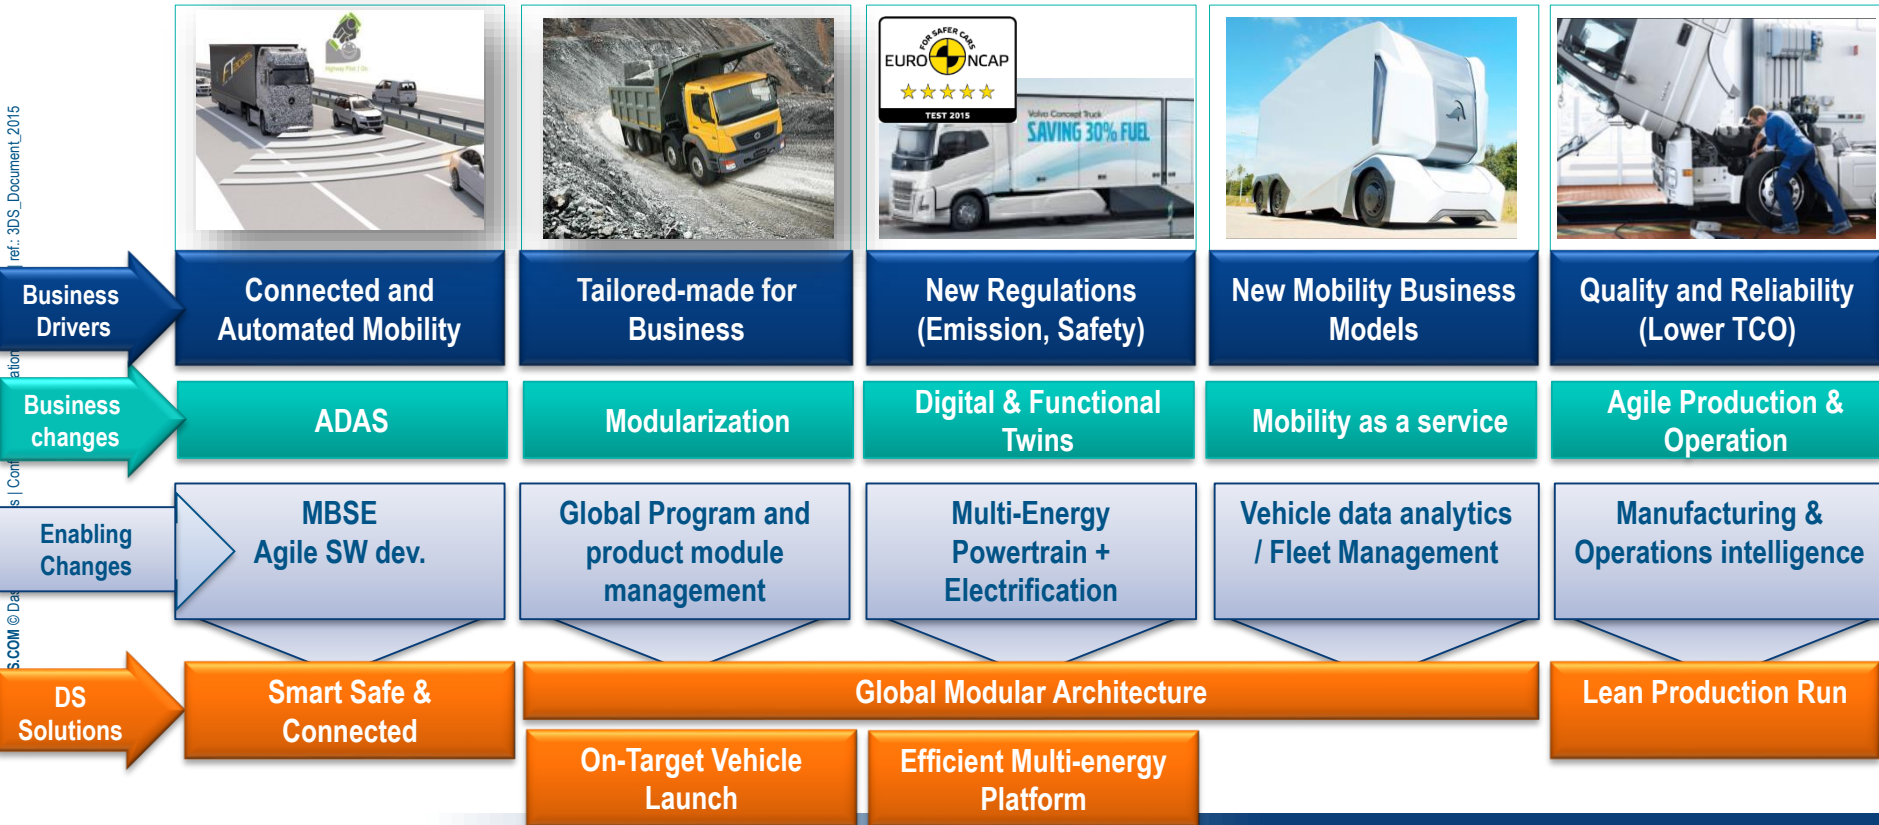 Highway Pilot | On
FOR SAFER CARS
EURO NCAP
TEST 2015
Volvo Concept Truck
SAVING 30% FUEL
ref.: 3DS_Document_2015
Business
Drivers
Connected and
Automated Mobility
Tailored-made for
Business
New Regulations
(Emission, Safety)
New Mobility Business
Models
Quality and Reliability
(Lower TCO)
Business
changes
ADAS
Modularization
Digital & Functional
Twins
Mobility as a service
Agile Production &
Operation
Enabling
Changes
MBSE
Agile SW dev.
Global Program and
product module
management
Multi-Energy
Powertrain +
Electrification
Vehicle data analytics
/ Fleet Management
Manufacturing &
Operations intelligence
DS
Solutions
Smart Safe &
Connected
Global Modular Architecture
Lean Production Run
On-Target Vehicle
Launch
Efficient Multi-energy
Platform